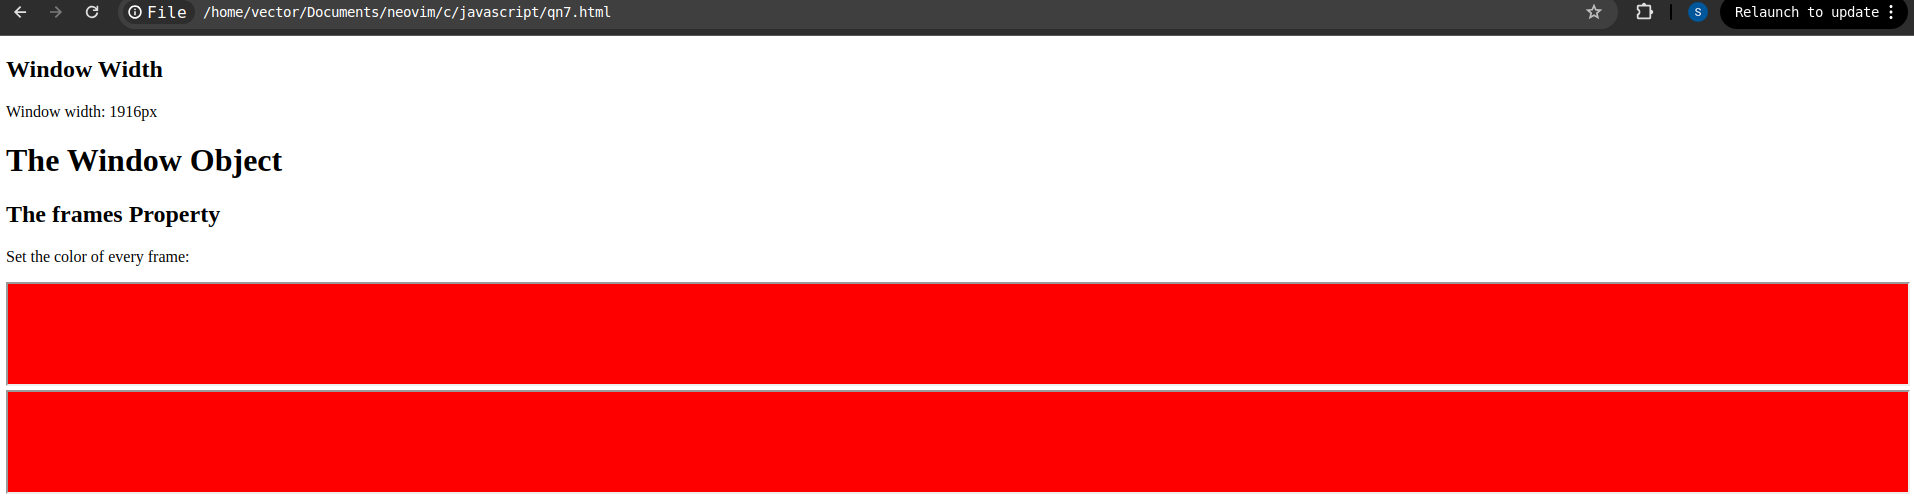 File /home/vector/Documents/neovim/c/javascript/qn7.html S Relaunch to update
Window Width
Window width: 1916px
The Window Object
The frames Property
Set the color of every frame: